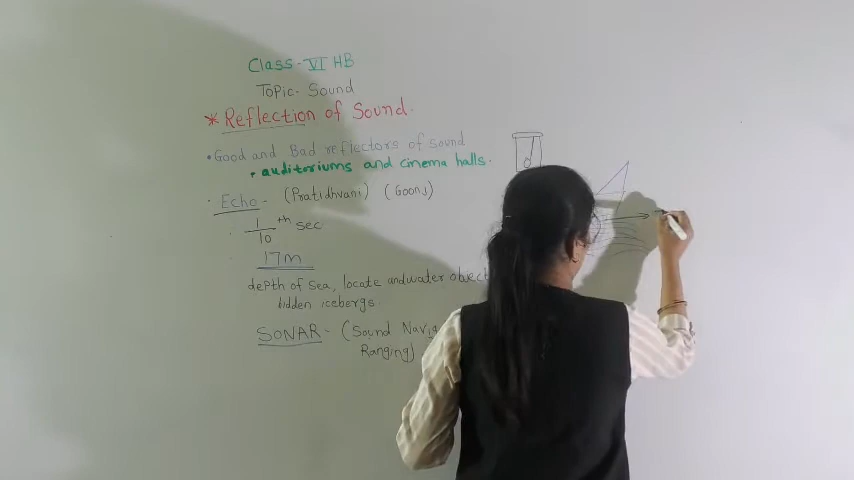 Class - VI HB
Topic - Sound
* Reflection of Sound.
• Good and Bad reflectors of sound
• auditoriums and cinema halls.
• Echo - (Pratidhvani) (Goonj)
1/10 th sec
17m
depth of sea, locate andwater object
hidden icebergs.
SONAR - (Sound Navig
Ranging)